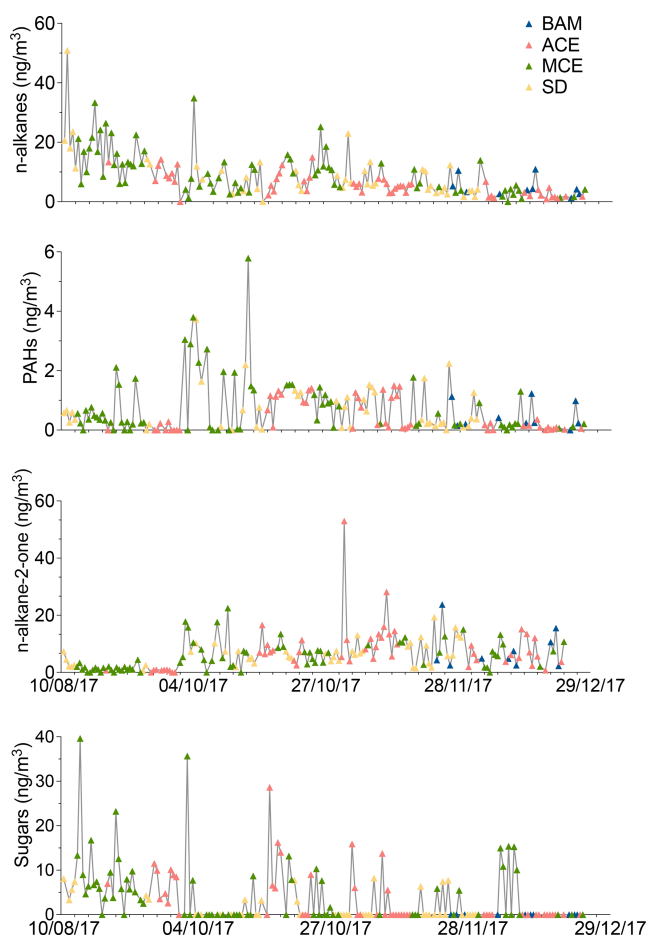 60
40
20
0
n-alkanes (ng/m³)
BAM
ACE
MCE
SD
6
4
2
0
PAHs (ng/m³)
60
40
20
0
n-alkane-2-one (ng/m³)
10/08/17 04/10/17 27/10/17 28/11/17 29/12/17
40
30
20
10
0
Sugars (ng/m³)
10/08/17 04/10/17 27/10/17 28/11/17 29/12/17